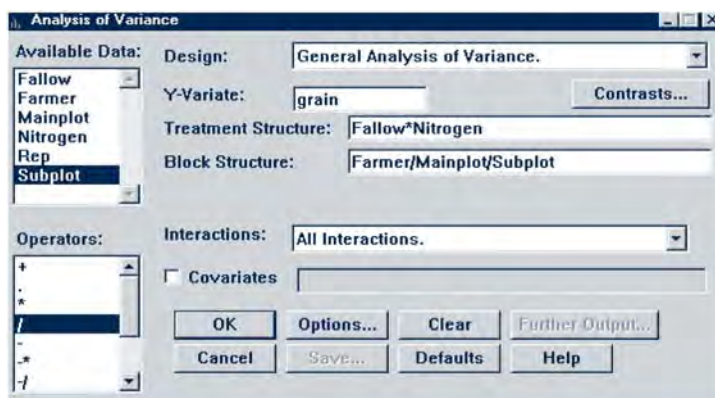 Analysis of Variance
Available Data:
Fallow
Farmer
Mainplot
Nitrogen
Rep
Subplot
Design:
General Analysis of Variance.
Y-Variate:
grain
Contrasts...
Treatment Structure:
Fallow*Nitrogen
Block Structure:
Farmer/Mainplot/Subplot
Operators:
+
.
*
/
-
-*
-/
Interactions:
All Interactions.
Covariates
OK
Options...
Clear
Further Output...
Cancel
Save...
Defaults
Help